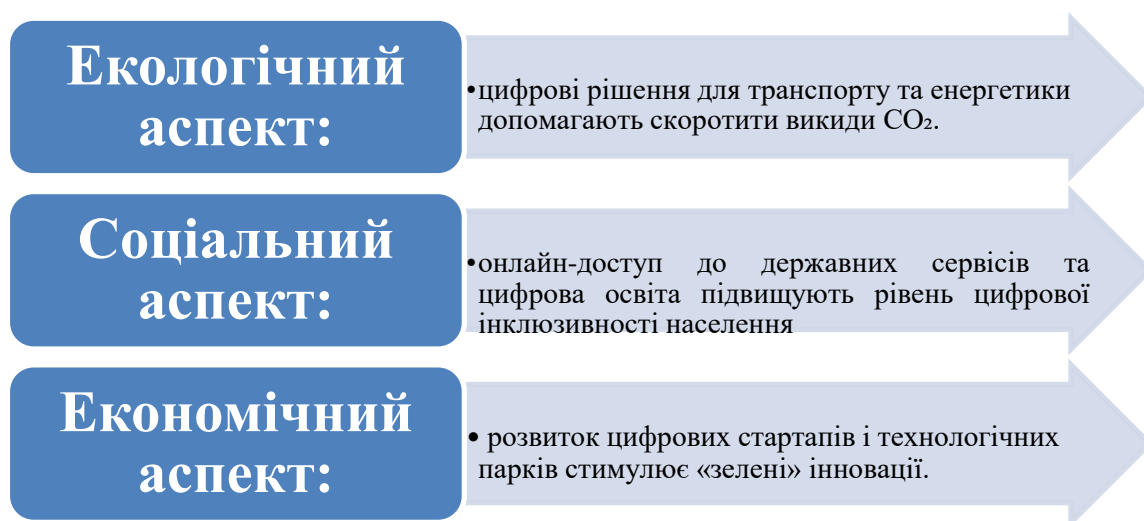 Екологічний
аспект:
•цифрові рішення для транспорту та енергетики
допомагають скоротити викиди CO₂.
Соціальний
аспект:
•онлайн-доступ до державних сервісів та
цифрова освіта підвищують рівень цифрової
інклюзивності населення
Економічний
аспект:
• розвиток цифрових стартапів і технологічних
парків стимулює «зелені» інновації.